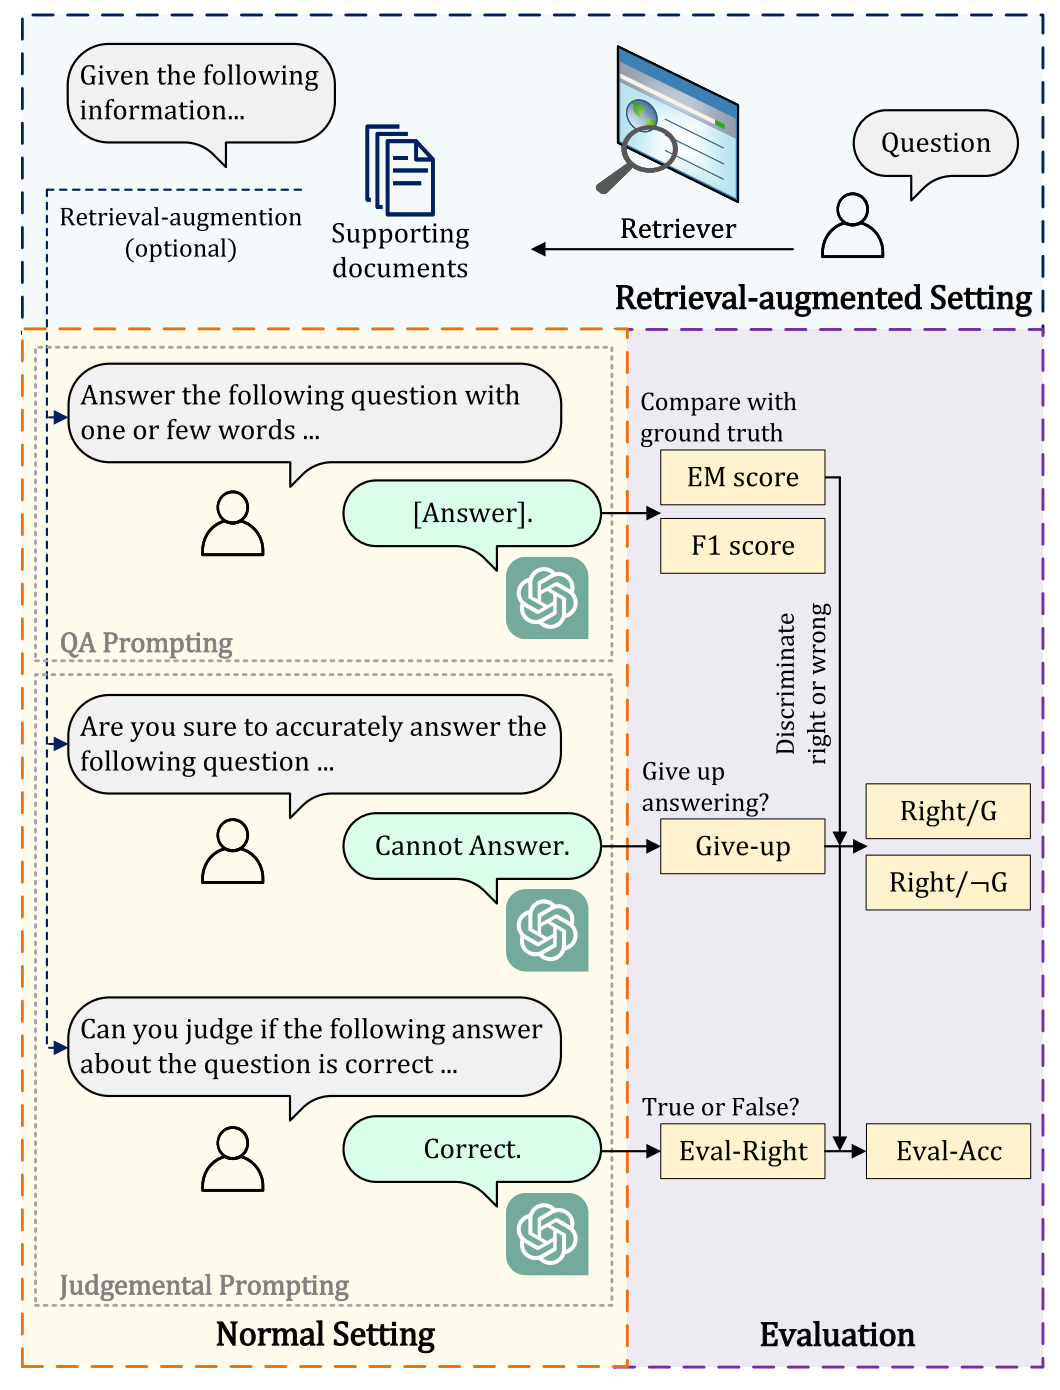 Given the following
information...
Question
Retrieval-augmention
(optional)
Supporting
documents
Retriever
Retrieval-augmented Setting
Answer the following question with
one or few words ...
[Answer].
QA Prompting
Compare with
ground truth
EM score
F1 score
Discriminate
right or wrong
Are you sure to accurately answer the
following question ...
Cannot Answer.
Give up
answering?
Give-up
Right/G
Right/¬G
Can you judge if the following answer
about the question is correct ...
Correct.
Judgemental Prompting
True or False?
Eval-Right
Eval-Acc
Normal Setting
Evaluation